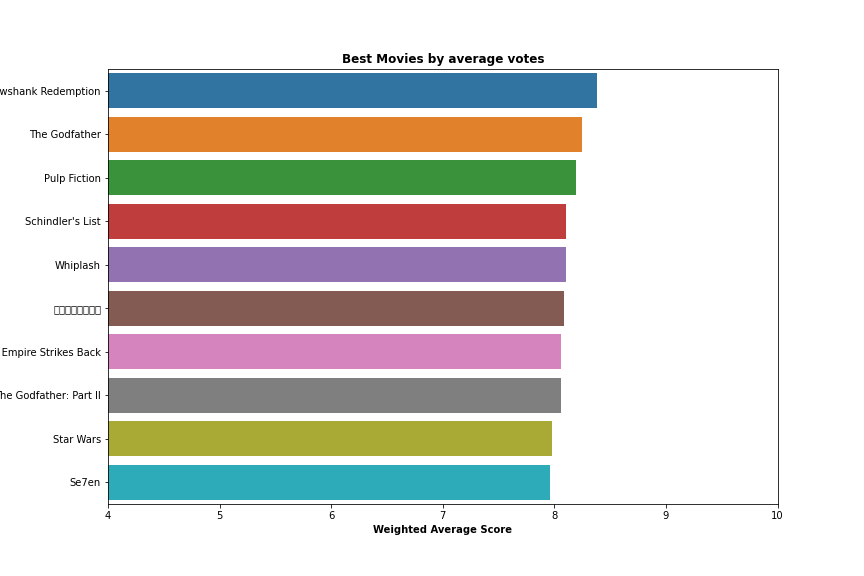 Best Movies by average votes
wshank Redemption
The Godfather
Pulp Fiction
Schindler's List
Whiplash
Empire Strikes Back
The Godfather: Part II
Star Wars
Se7en
4 5 6 7 8 9 10
Weighted Average Score